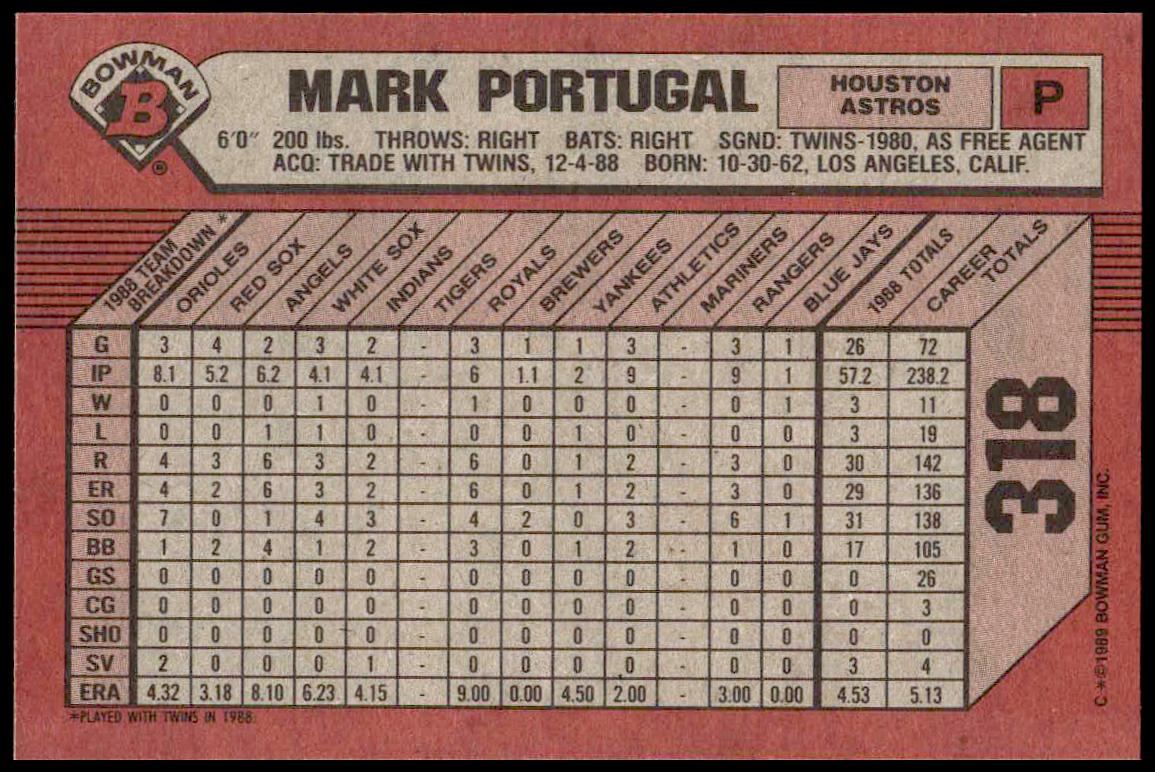 BOWMAN
B
MARK PORTUGAL
HOUSTON
ASTROS
P
6'0" 200 lbs. THROWS: RIGHT BATS: RIGHT SGND: TWINS-1980, AS FREE AGENT
ACQ: TRADE WITH TWINS, 12-4-88 BORN: 10-30-62, LOS ANGELES, CALIF.
®
1988 TEAM BREAKDOWN * ORIOLES RED SOX ANGELS WHITE SOX INDIANS TIGERS ROYALS BREWERS YANKEES ATHLETICS MARINERS RANGERS BLUE JAYS 1988 TOTALS CAREER TOTALS
G 3 4 2 3 2 - 3 1 1 3 - 3 1 26 72
IP 8.1 5.2 6.2 4.1 4.1 - 6 1.1 2 9 - 9 1 57.2 238.2
W 0 0 0 1 0 - 1 0 0 0 - 0 1 3 11
L 0 0 1 1 0 - 0 0 1 0 - 0 0 3 19
R 4 3 6 3 2 - 6 0 1 2 - 3 0 30 142
ER 4 2 6 3 2 - 6 0 1 2 - 3 0 29 136
SO 7 0 1 4 3 - 4 2 0 3 - 6 1 31 138
BB 1 2 4 1 2 - 3 0 1 2 - 1 0 17 105
GS 0 0 0 0 0 - 0 0 0 0 - 0 0 0 26
CG 0 0 0 0 0 - 0 0 0 0 - 0 0 0 3
SHO 0 0 0 0 0 - 0 0 0 0 - 0 0 0 0
SV 2 0 0 0 1 - 0 0 0 0 - 0 0 3 4
ERA 4.32 3.18 8.10 6.23 4.15 - 9.00 0.00 4.50 2.00 - 3.00 0.00 4.53 5.13
*PLAYED WITH TWINS IN 1988.
318
C *©1989 BOWMAN GUM, INC.